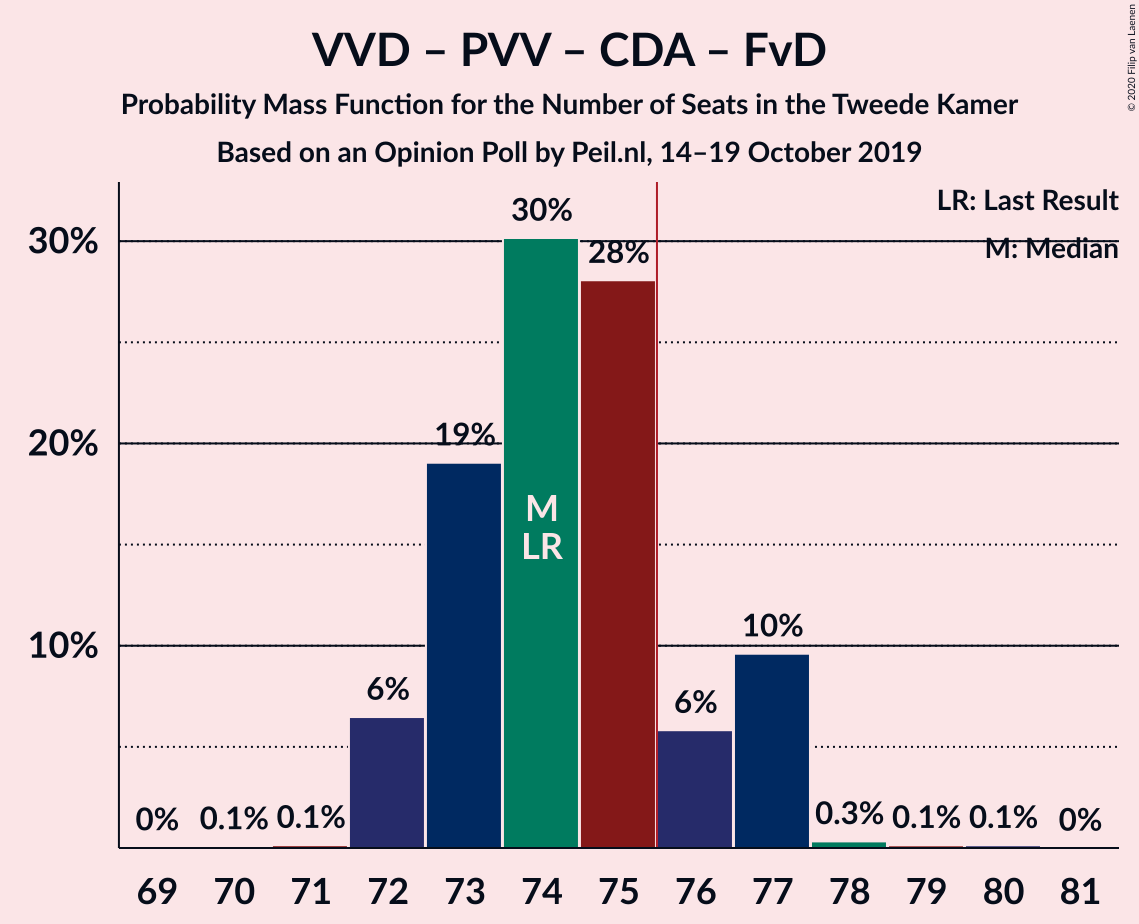 VVD – PVV – CDA – FvD
Probability Mass Function for the Number of Seats in the Tweede Kamer
Based on an Opinion Poll by Peil.nl, 14–19 October 2019
© 2020 Filip van Laenen
LR: Last Result
M: Median
30%
20%
10%
0%
0.1%
0.1%
6%
19%
30%
28%
6%
10%
0.3%
0.1%
0.1%
0%
M
LR
69 70 71 72 73 74 75 76 77 78 79 80 81